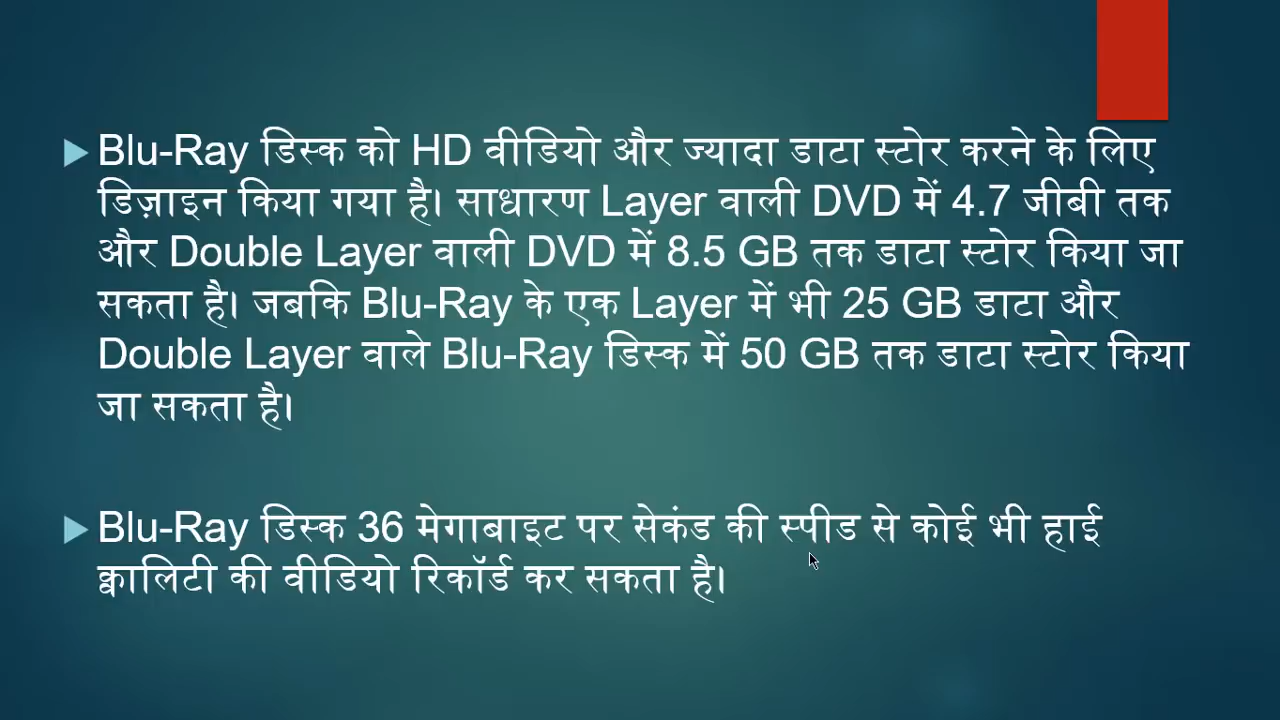 Blu-Ray डिस्क को HD वीडियो और ज्यादा डाटा स्टोर करने के लिए
डिज़ाइन किया गया है। साधारण Layer वाली DVD में 4.7 जीबी तक
और Double Layer वाली DVD में 8.5 GB तक डाटा स्टोर किया जा
सकता है। जबकि Blu-Ray के एक Layer में भी 25 GB डाटा और
Double Layer वाले Blu-Ray डिस्क में 50 GB तक डाटा स्टोर किया
जा सकता है।
Blu-Ray डिस्क 36 मेगाबाइट पर सेकंड की स्पीड से कोई भी हाई
क्वालिटी की वीडियो रिकॉर्ड कर सकता है।